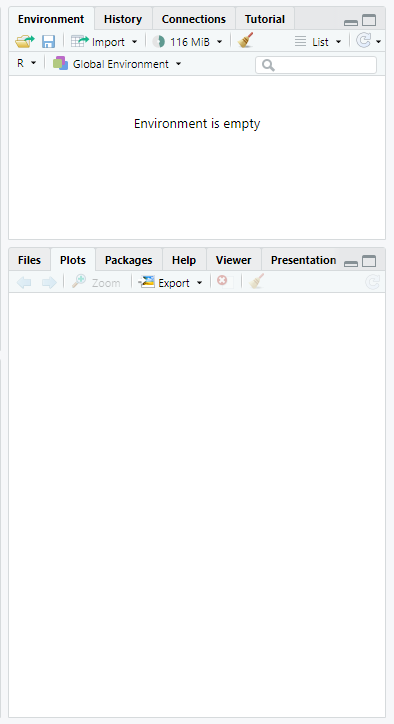 Environment History Connections Tutorial
Import 116 MiB List
R Global Environment
Environment is empty
Files Plots Packages Help Viewer Presentation
Zoom Export